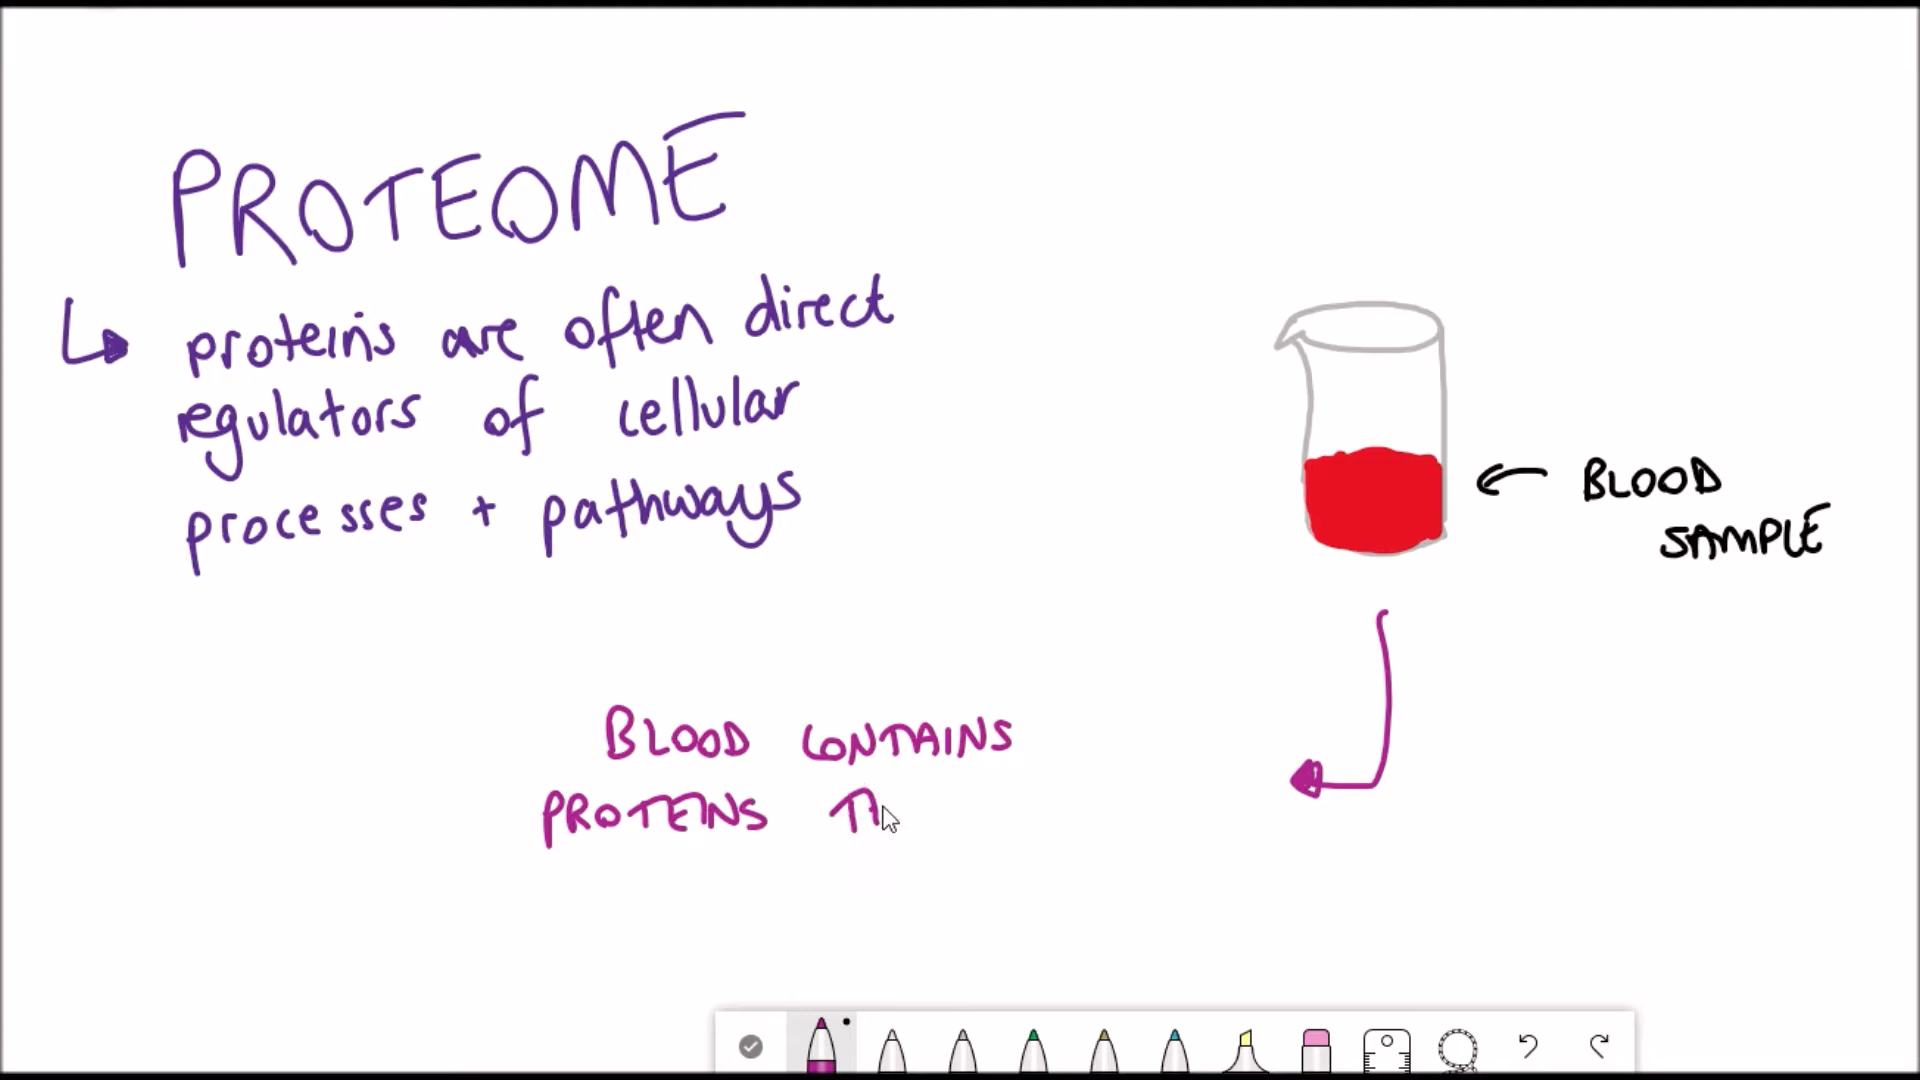 PROTEOME
proteins are often direct
regulators of cellular
processes + pathways
BLOOD
SAMPLE
BLOOD CONTAINS
PROTEINS